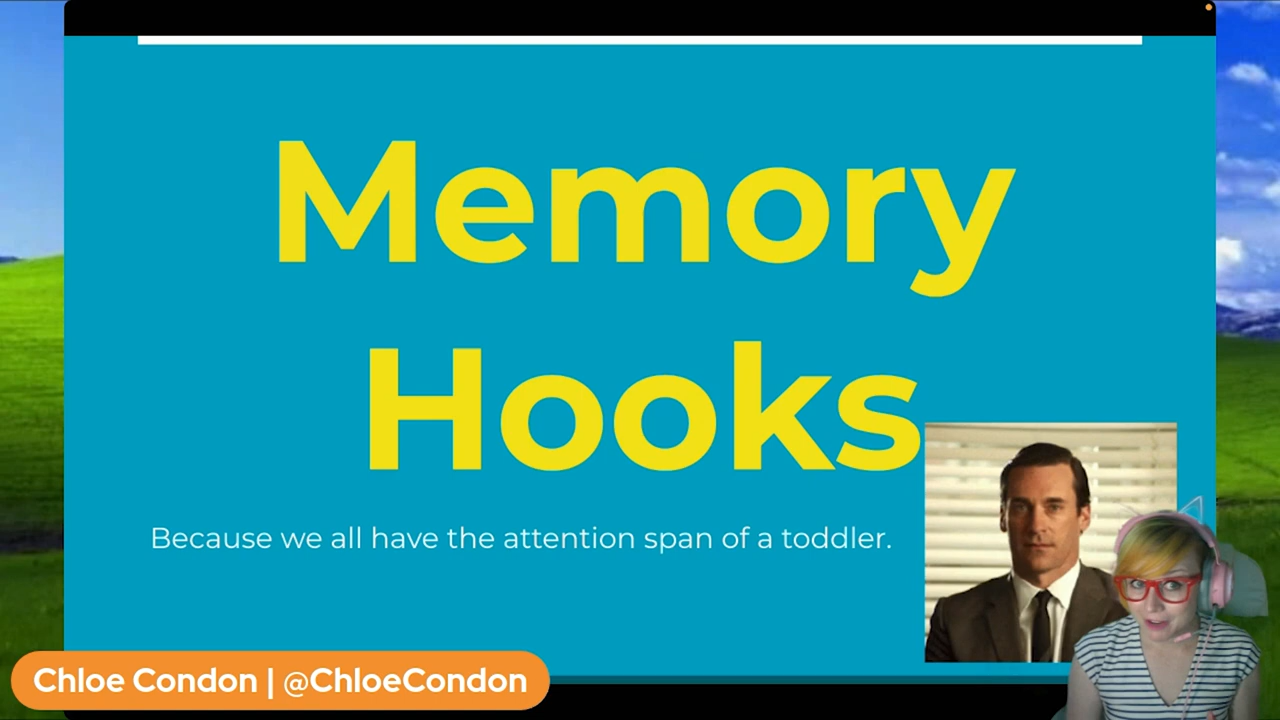 Memory
Hooks
Because we all have the attention span of a toddler.
Chloe Condon | @ChloeCondon